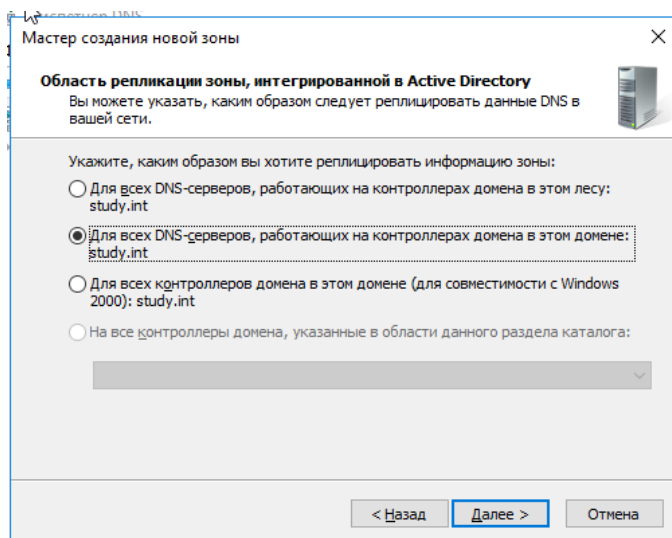 Мастер создания новой зоны
Область репликации зоны, интегрированной в Active Directory
Вы можете указать, каким образом следует реплицировать данные DNS в
вашей сети.
Укажите, каким образом вы хотите реплицировать информацию зоны:
Для всех DNS-серверов, работающих на контроллерах домена в этом лесу:
study.int
Для всех DNS-серверов, работающих на контроллерах домена в этом домене:
study.int
Для всех контроллеров домена в этом домене (для совместимости с Windows
2000): study.int
На все контроллеры домена, указанные в области данного раздела каталога:
< Назад
Далее >
Отмена